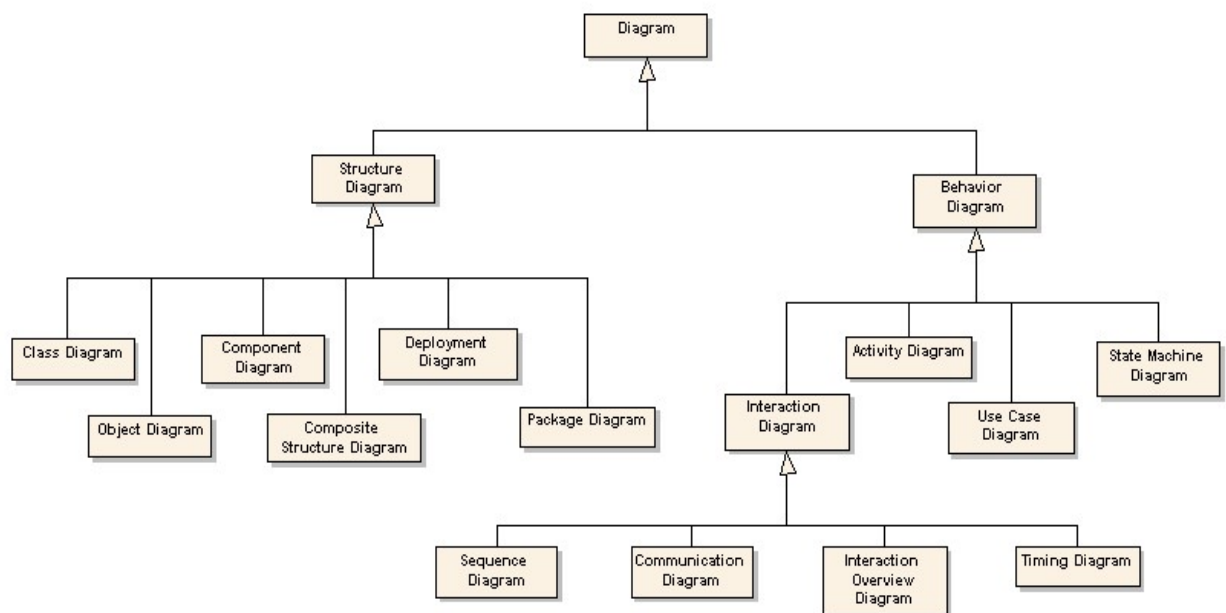 Diagram
Structure
Diagram
Behavior
Diagram
Class Diagram
Object Diagram
Component
Diagram
Composite
Structure Diagram
Deployment
Diagram
Package Diagram
Interaction
Diagram
Activity Diagram
Use Case
Diagram
State Machine
Diagram
Sequence
Diagram
Communication
Diagram
Interaction
Overview
Diagram
Timing Diagram